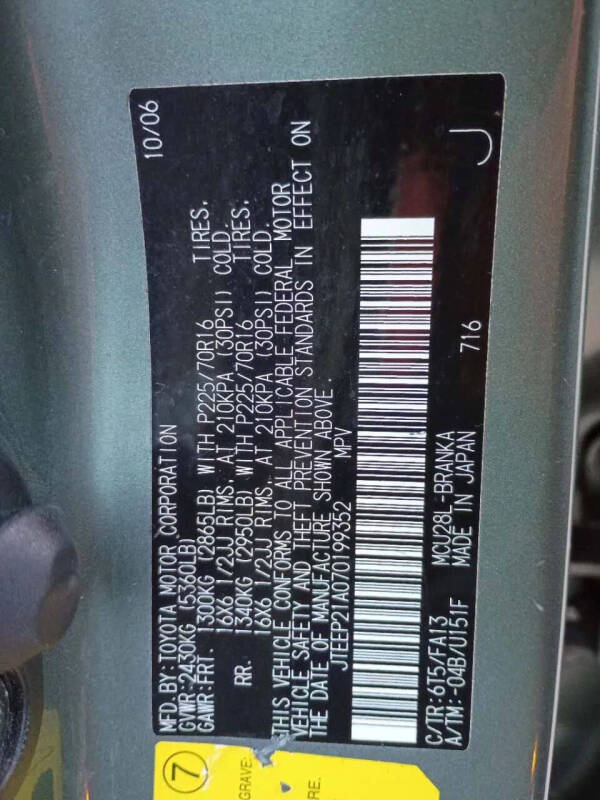 MFD. BY: TOYOTA MOTOR CORPORATION 10/06
GVWR: 2430KG (5360LB)
GAWR: FRT. 1300KG (2865LB) WITH P225/70R16 TIRES.
16X6 1/2JJ RIMS, AT 210KPA (30PSI) COLD.
RR. 1340KG (2950LB) WITH P225/70R16 TIRES.
16X6 1/2JJ RIMS, AT 210KPA (30PSI) COLD.
THIS VEHICLE CONFORMS TO ALL APPLICABLE FEDERAL MOTOR
VEHICLE SAFETY AND THEFT PREVENTION STANDARDS IN EFFECT ON
THE DATE OF MANUFACTURE SHOWN ABOVE.
JTEEP21A070199352 MPV
C/TR: 6T5/FA13 MCU28L-BRANKA 716
A/TM: -04B/U151F MADE IN JAPAN J
7
GRAVE
RE.